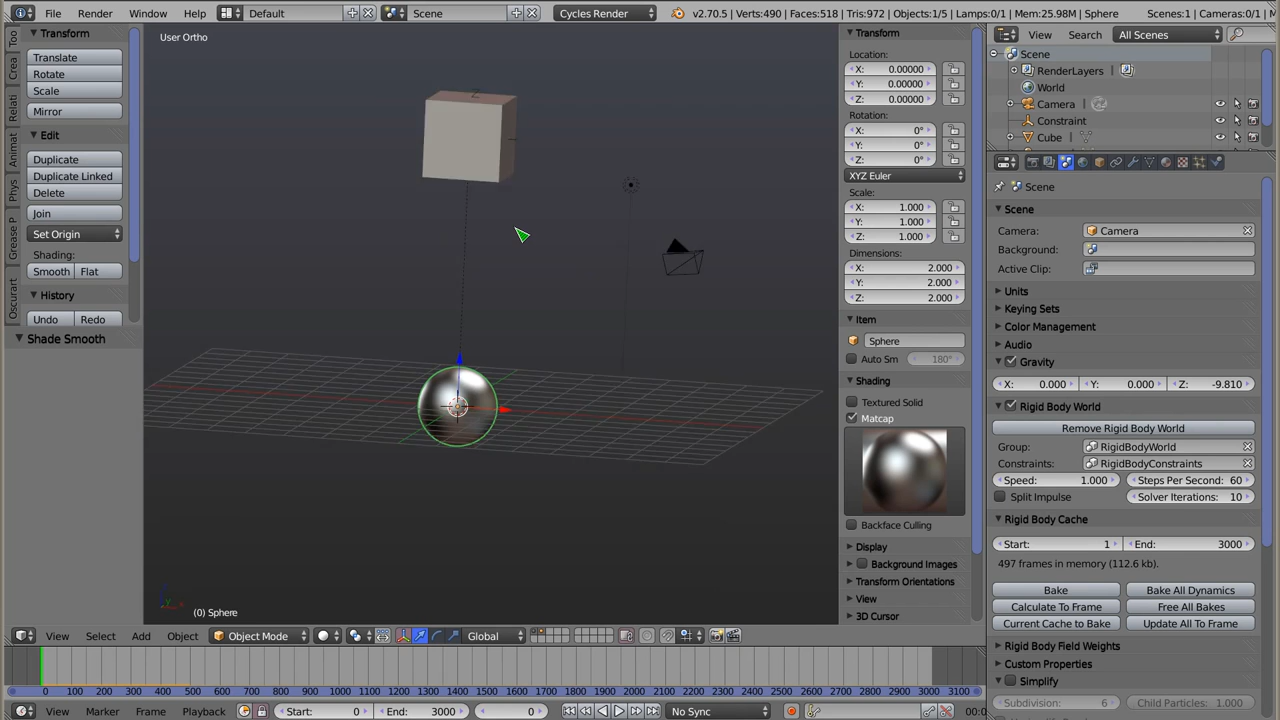 File Render Window Help Default Scene Cycles Render v2.70.5 | Verts:490 | Faces:518 | Tris:972 | Objects:1/5 | Lamps:0/1 | Mem:25.98M | Sphere Scenes:1 | Cameras:0/1 |
Transform
Translate
Rotate
Scale
Mirror
Edit
Duplicate
Duplicate Linked
Delete
Join
Set Origin
Shading:
Smooth Flat
History
Undo Redo
Shade Smooth
Too
Crea
Relati
Animat
Phys
Grease P
Oscurart
User Ortho
(0) Sphere
Transform
Location:
X: 0.00000
Y: 0.00000
Z: 0.00000
Rotation:
X: 0°
Y: 0°
Z: 0°
XYZ Euler
Scale:
X: 1.000
Y: 1.000
Z: 1.000
Dimensions:
X: 2.000
Y: 2.000
Z: 2.000
Item
Sphere
Auto Sm 180°
Shading
Textured Solid
Matcap
Backface Culling
Display
Background Images
Transform Orientations
View
3D Cursor
View Search All Scenes
Scene
RenderLayers
World
Camera
Constraint
Cube
Scene
Scene
Camera: Camera
Background:
Active Clip:
Units
Keying Sets
Color Management
Audio
Gravity
X: 0.000 Y: 0.000 Z: -9.810
Rigid Body World
Remove Rigid Body World
Group: RigidBodyWorld
Constraints: RigidBodyConstraints
Speed: 1.000 Steps Per Second: 60
Split Impulse Solver Iterations: 10
Rigid Body Cache
Start: 1 End: 3000
497 frames in memory (112.6 kb).
Bake Bake All Dynamics
Calculate To Frame Free All Bakes
Current Cache to Bake Update All To Frame
Rigid Body Field Weights
Custom Properties
Simplify
Subdivision: 6 Child Particles: 1.000
View Select Add Object Object Mode Global
0 100 200 300 400 500 600 700 800 900 1000 1100 1200 1300 1400 1500 1600 1700 1800 1900 2000 2100 2200 2300 2400 2500 2600 2700 2800 2900 3000 3100
View Marker Frame Playback Start: 0 End: 3000 0 No Sync 00:0